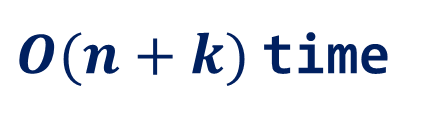 O(n + k) time